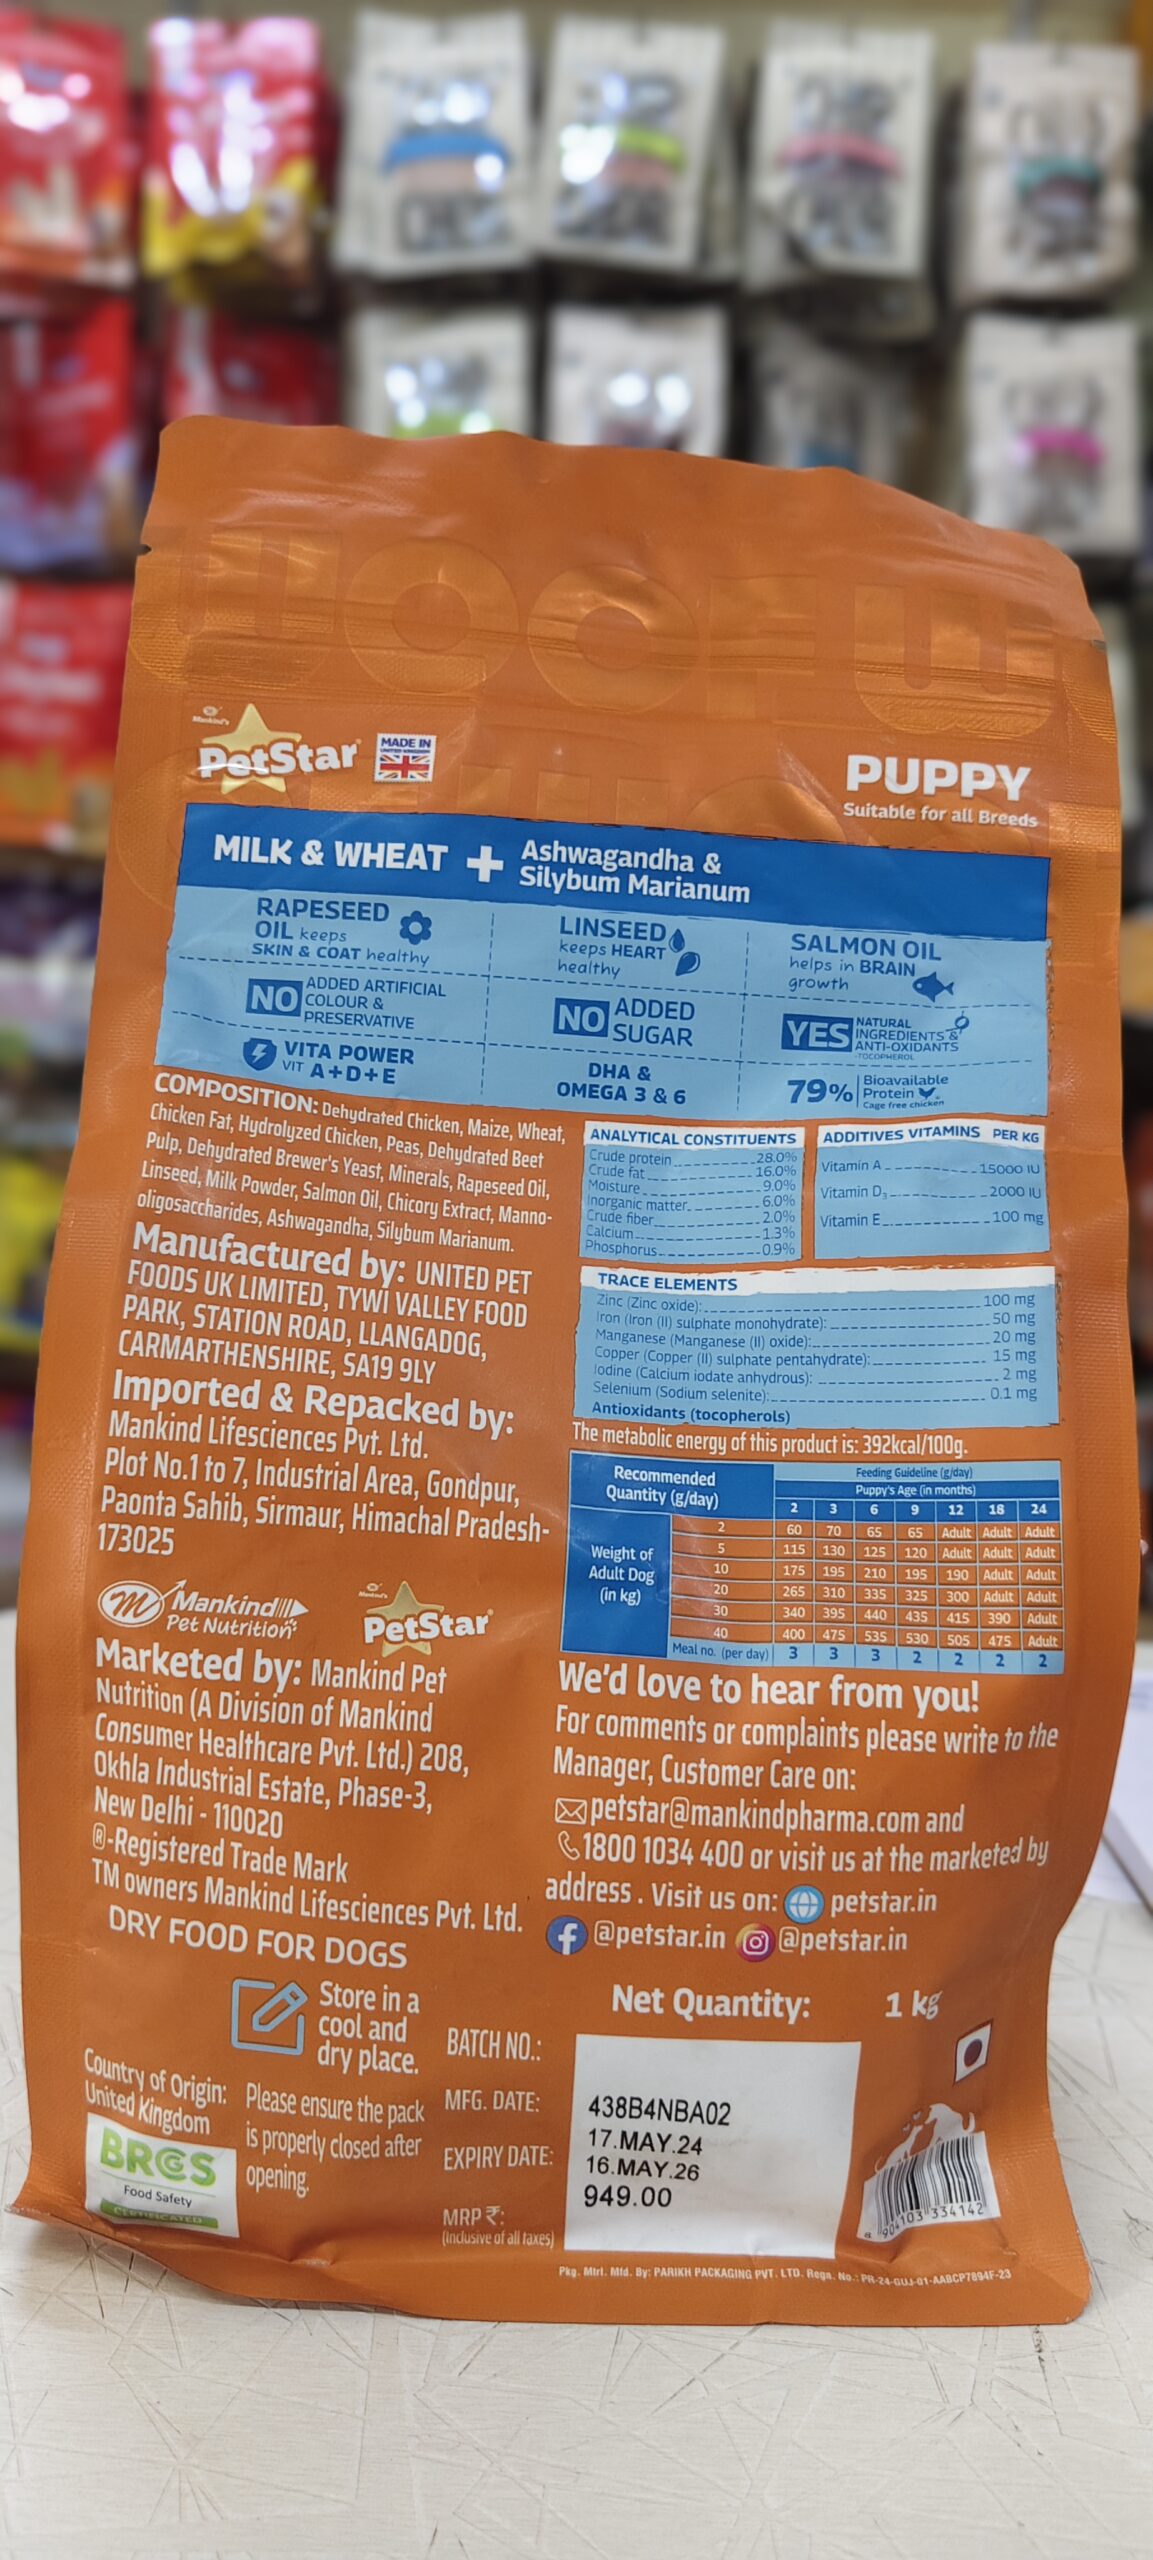 WOOFW
Mankind's
PetStar
MADE IN
UNITED KINGDOM
PUPPY
Suitable for all Breeds
MILK & WHEAT + Ashwagandha &
Silybum Marianum
RAPESEED
OIL keeps
SKIN & COAT healthy
LINSEED
keeps HEART
healthy
SALMON OIL
helps in BRAIN
growth
NO ADDED ARTIFICIAL
COLOUR &
PRESERVATIVE
NO ADDED
SUGAR
YES NATURAL
INGREDIENTS &
ANTI-OXIDANTS
-TOCOPHEROL
VITA POWER
VIT A+D+E
DHA &
OMEGA 3 & 6
79% Bioavailable
Protein
Cage free chicken
COMPOSITION: Dehydrated Chicken, Maize, Wheat,
Chicken Fat, Hydrolyzed Chicken, Peas, Dehydrated Beet
Pulp, Dehydrated Brewer's Yeast, Minerals, Rapeseed Oil,
Linseed, Milk Powder, Salmon Oil, Chicory Extract, Manno-
oligosaccharides, Ashwagandha, Silybum Marianum.
Manufactured by: UNITED PET
FOODS UK LIMITED, TYWI VALLEY FOOD
PARK, STATION ROAD, LLANGADOG,
CARMARTHENSHIRE, SA19 9LY
Imported & Repacked by:
Mankind Lifesciences Pvt. Ltd.
Plot No.1 to 7, Industrial Area, Gondpur,
Paonta Sahib, Sirmaur, Himachal Pradesh-
173025
Mankind
Pet Nutrition
Mankind's
PetStar
Marketed by: Mankind Pet
Nutrition (A Division of Mankind
Consumer Healthcare Pvt. Ltd.) 208,
Okhla Industrial Estate, Phase-3,
New Delhi - 110020
®-Registered Trade Mark
TM owners Mankind Lifesciences Pvt. Ltd.
DRY FOOD FOR DOGS
ANALYTICAL CONSTITUENTS
Crude protein 28.0%
Crude fat 16.0%
Moisture 9.0%
Inorganic matter 6.0%
Crude fiber 2.0%
Calcium 1.3%
Phosphorus 0.9%
ADDITIVES VITAMINS PER KG
Vitamin A 15000 IU
Vitamin D3 2000 IU
Vitamin E 100 mg
TRACE ELEMENTS
Zinc (Zinc oxide): 100 mg
Iron (Iron (II) sulphate monohydrate): 50 mg
Manganese (Manganese (II) oxide): 20 mg
Copper (Copper (II) sulphate pentahydrate): 15 mg
Iodine (Calcium iodate anhydrous): 2 mg
Selenium (Sodium selenite): 0.1 mg
Antioxidants (tocopherols)
The metabolic energy of this product is: 392kcal/100g.
Recommended
Quantity (g/day)
Feeding Guideline (g/day)
Puppy's Age (in months)
2 3 6 9 12 18 24
Weight of
Adult Dog
(in kg)
2 60 70 65 65 Adult Adult Adult
5 115 130 125 120 Adult Adult Adult
10 175 195 210 195 190 Adult Adult
20 265 310 335 325 300 Adult Adult
30 340 395 440 435 415 390 Adult
40 400 475 535 530 505 475 Adult
Meal no. (per day) 3 3 3 2 2 2 2
We'd love to hear from you!
For comments or complaints please write to the
Manager, Customer Care on:
petstar@mankindpharma.com and
1800 1034 400 or visit us at the marketed by
address . Visit us on: petstar.in
@petstar.in @petstar.in
Store in a
cool and
dry place.
Country of Origin:
United Kingdom
Please ensure the pack
is properly closed after
opening.
BRCGS
Food Safety
CERTIFICATED
Net Quantity: 1 kg
BATCH NO.: 438B4NBA02
MFG. DATE: 17.MAY.24
EXPIRY DATE: 16.MAY.26
MRP ₹: 949.00
(Inclusive of all taxes)
8 904103 334142
Pkg. Mtrl. Mfd. By: PARIKH PACKAGING PVT. LTD. Regn. No.: PR-24-GUJ-01-AABCP7894F-23